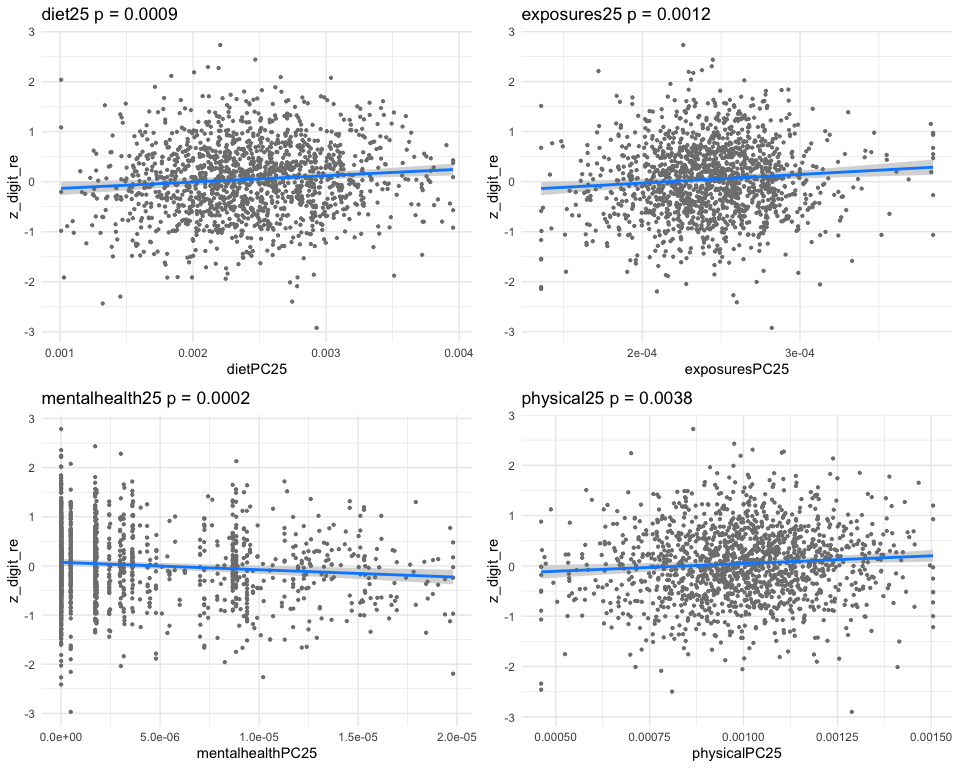 diet25 p = 0.0009
3
2
1
0
-1
-2
-3
z_digit_re
0.001
0.002
0.003
0.004
dietPC25
exposures25 p = 0.0012
3
2
1
0
-1
-2
-3
z_digit_re
2e-04
3e-04
exposuresPC25
mentalhealth25 p = 0.0002
3
2
1
0
-1
-2
-3
z_digit_re
0.0e+00
5.0e-06
1.0e-05
1.5e-05
2.0e-05
mentalhealthPC25
physical25 p = 0.0038
3
2
1
0
-1
-2
-3
z_digit_re
0.00050
0.00075
0.00100
0.00125
0.00150
physicalPC25